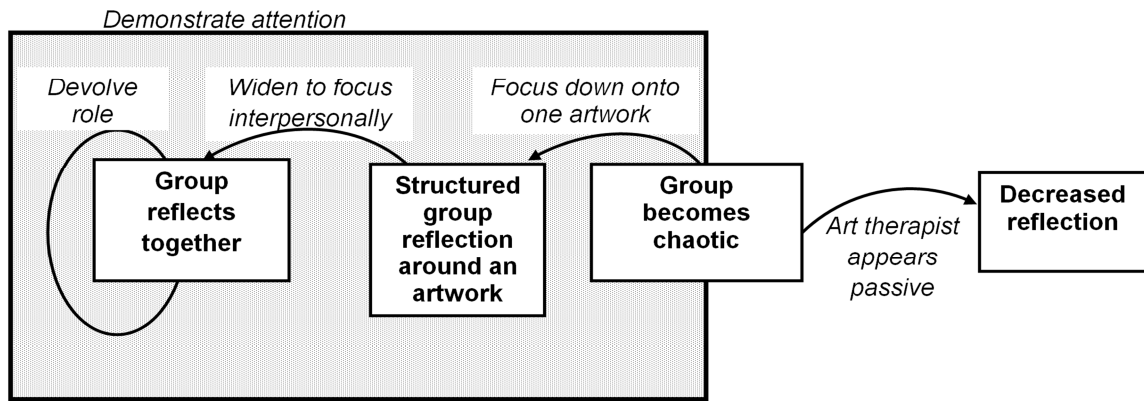 Demonstrate attention
Devolve
role
Widen to focus
interpersonally
Focus down onto
one artwork
Group
reflects
together
Structured
group
reflection
around an
artwork
Group
becomes
chaotic
Art therapist
appears
passive
Decreased
reflection